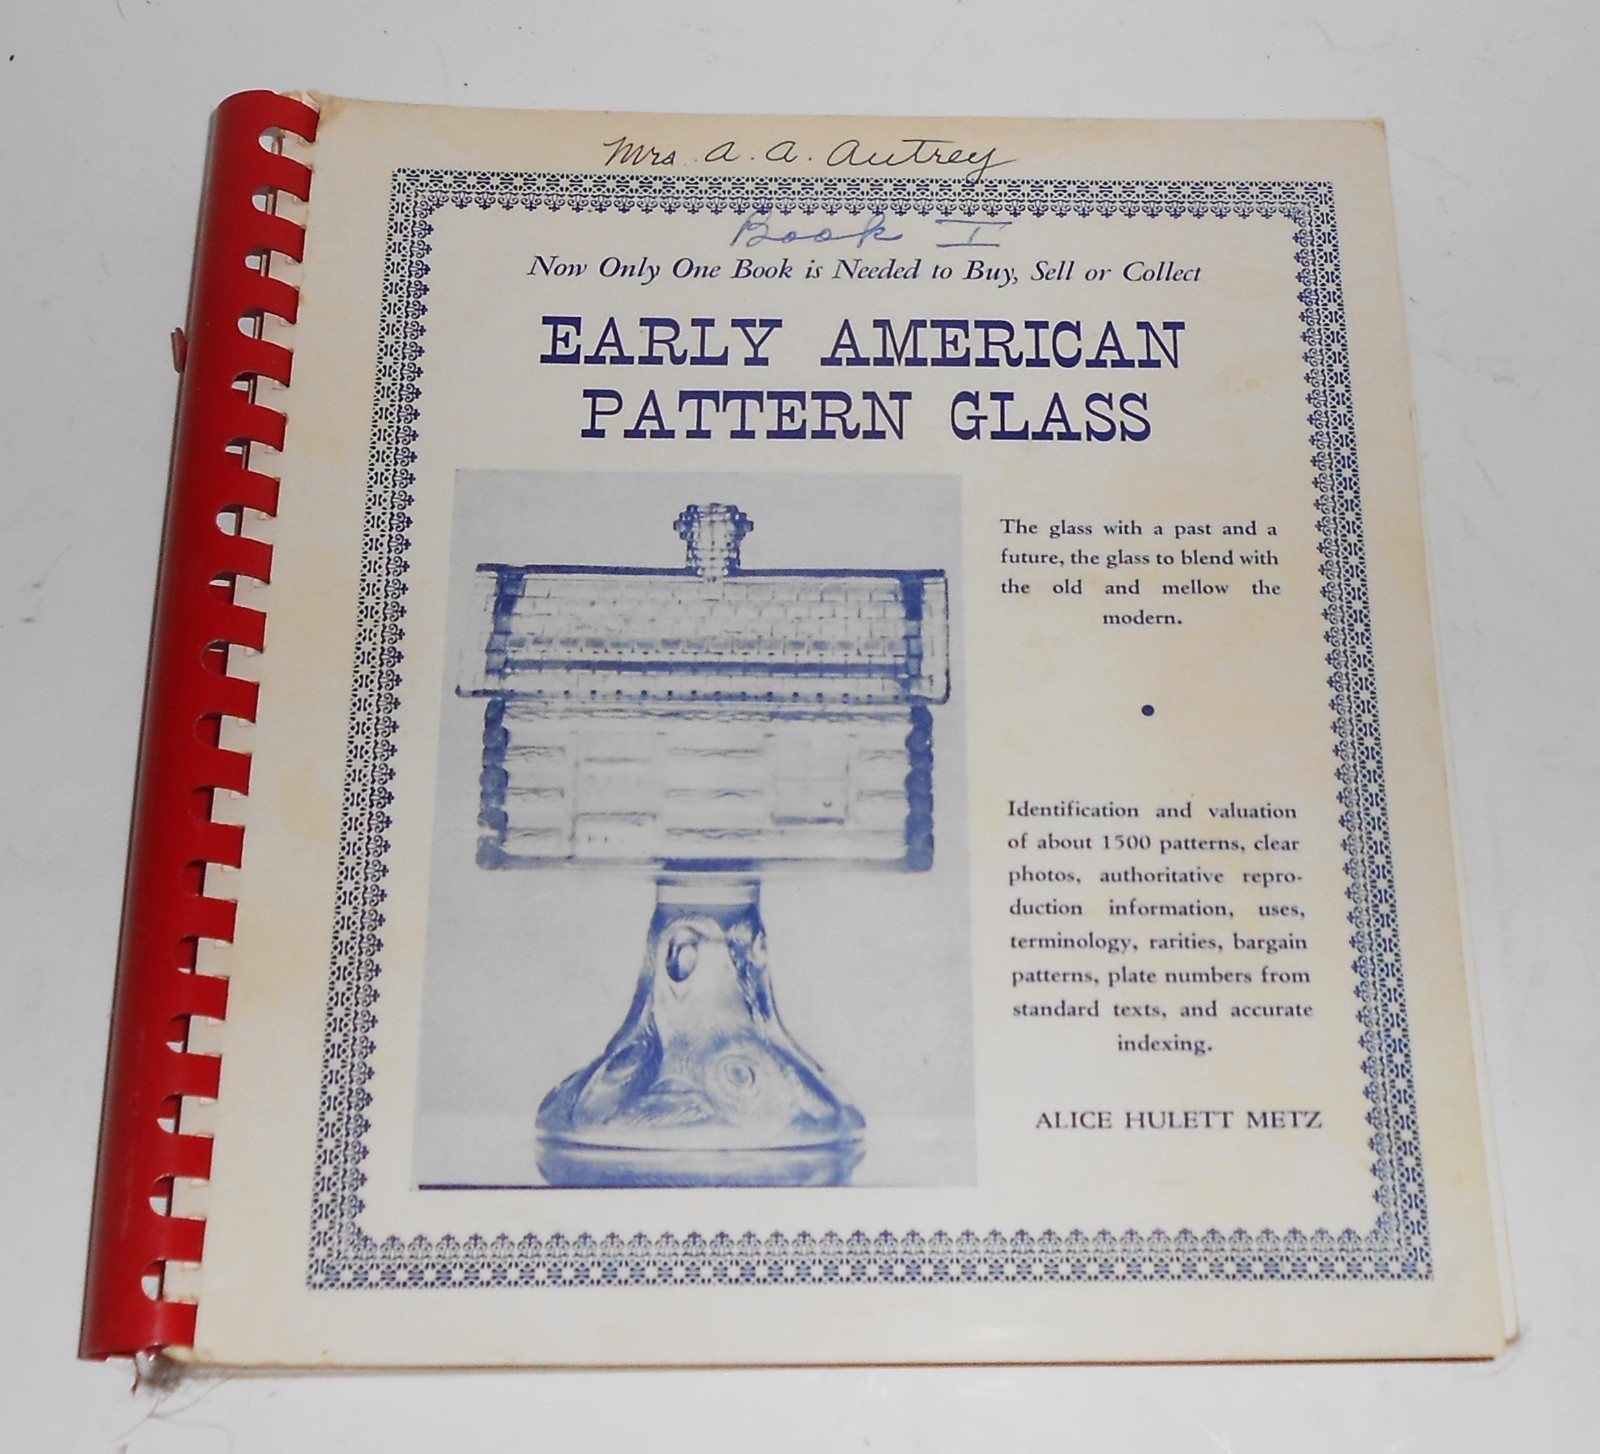 Mrs. A. A. Autrey
Book I
Now Only One Book is Needed to Buy, Sell or Collect
EARLY AMERICAN
PATTERN GLASS
The glass with a past and a
future, the glass to blend with
the old and mellow the
modern.
Identification and valuation
of about 1500 patterns, clear
photos, authoritative repro-
duction information, uses,
terminology, rarities, bargain
patterns, plate numbers from
standard texts, and accurate
indexing.
ALICE HULETT METZ